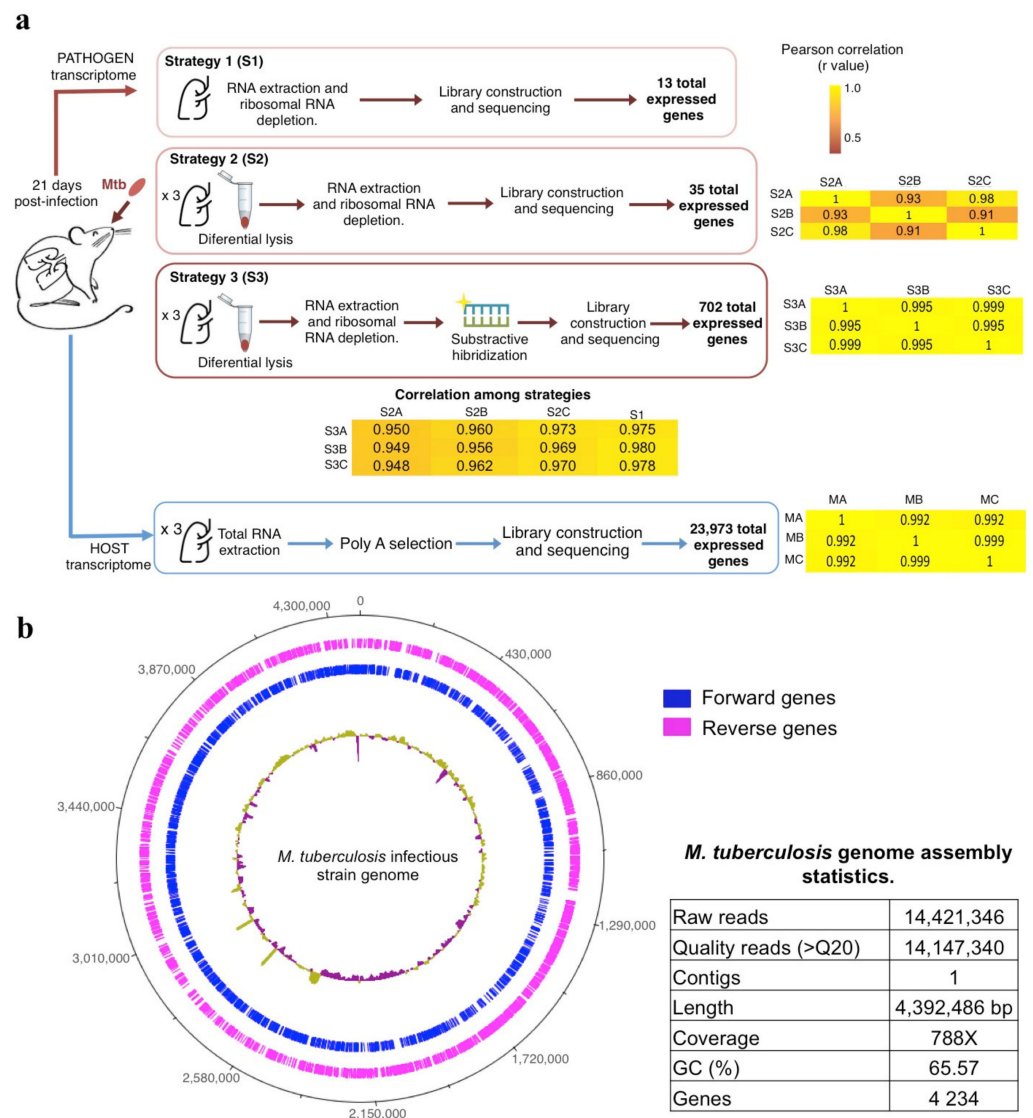 a
PATHOGEN
transcriptome
21 days
post-infection
Mtb
Strategy 1 (S1)
RNA extraction and
ribosomal RNA
depletion.
Library construction
and sequencing
13 total
expressed
genes
Pearson correlation
(r value)
1.0
0.5
Strategy 2 (S2)
x 3
Diferential lysis
RNA extraction
and ribosomal RNA
depletion.
Library construction
and sequencing
35 total
expressed
genes
S2A S2B S2C
S2A 1 0.93 0.98
S2B 0.93 1 0.91
S2C 0.98 0.91 1
Strategy 3 (S3)
x 3
Diferential lysis
RNA extraction
and ribosomal
RNA depletion.
Substractive
hibridization
Library
construction
and sequencing
702 total
expressed
genes
S3A S3B S3C
S3A 1 0.995 0.999
S3B 0.995 1 0.995
S3C 0.999 0.995 1
Correlation among strategies
S2A S2B S2C S1
S3A 0.950 0.960 0.973 0.975
S3B 0.949 0.956 0.969 0.980
S3C 0.948 0.962 0.970 0.978
HOST
transcriptome
x 3
Total RNA
extraction
Poly A selection
Library construction
and sequencing
23,973 total
expressed
genes
MA MB MC
MA 1 0.992 0.992
MB 0.992 1 0.999
MC 0.992 0.999 1
b
0
430,000
860,000
1,290,000
1,720,000
2,150,000
2,580,000
3,010,000
3,440,000
3,870,000
4,300,000
M. tuberculosis infectious
strain genome
Forward genes
Reverse genes
M. tuberculosis genome assembly
statistics.
Raw reads 14,421,346
Quality reads (>Q20) 14,147,340
Contigs 1
Length 4,392,486 bp
Coverage 788X
GC (%) 65.57
Genes 4 234